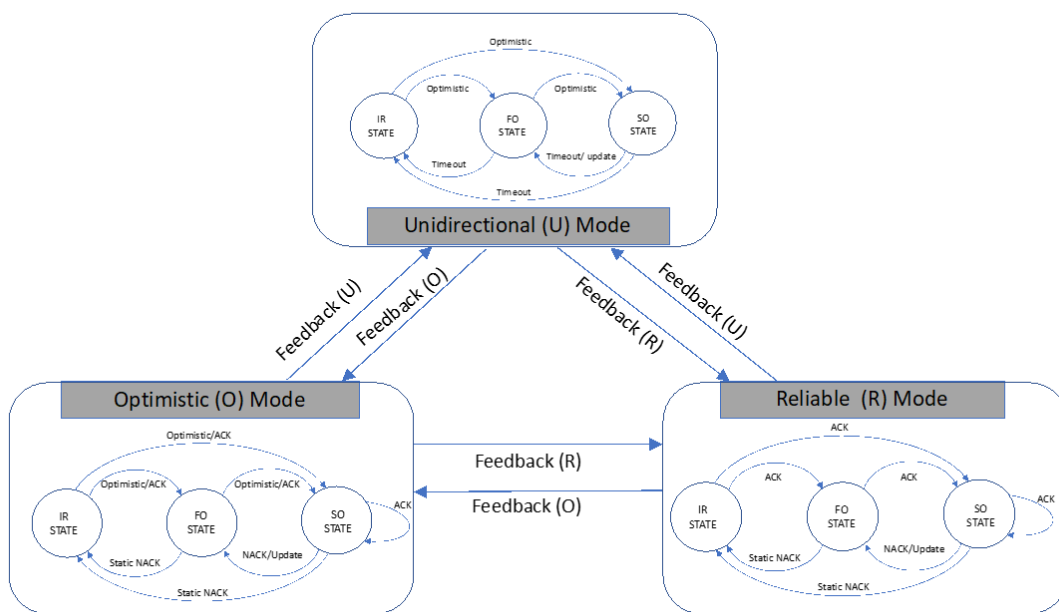 Optimistic
Optimistic
Optimistic
IR
STATE
FO
STATE
SO
STATE
Timeout
Timeout/ update
Timeout
Unidirectional (U) Mode
Feedback (U)
Feedback (O)
Feedback (R)
Feedback (U)
Optimistic (O) Mode
Optimistic/ACK
Optimistic/ACK
Optimistic/ACK
ACK
IR
STATE
FO
STATE
SO
STATE
Static NACK
NACK/Update
Static NACK
Feedback (R)
Feedback (O)
Reliable (R) Mode
ACK
ACK
ACK
ACK
IR
STATE
FO
STATE
SO
STATE
Static NACK
NACK/Update
Static NACK